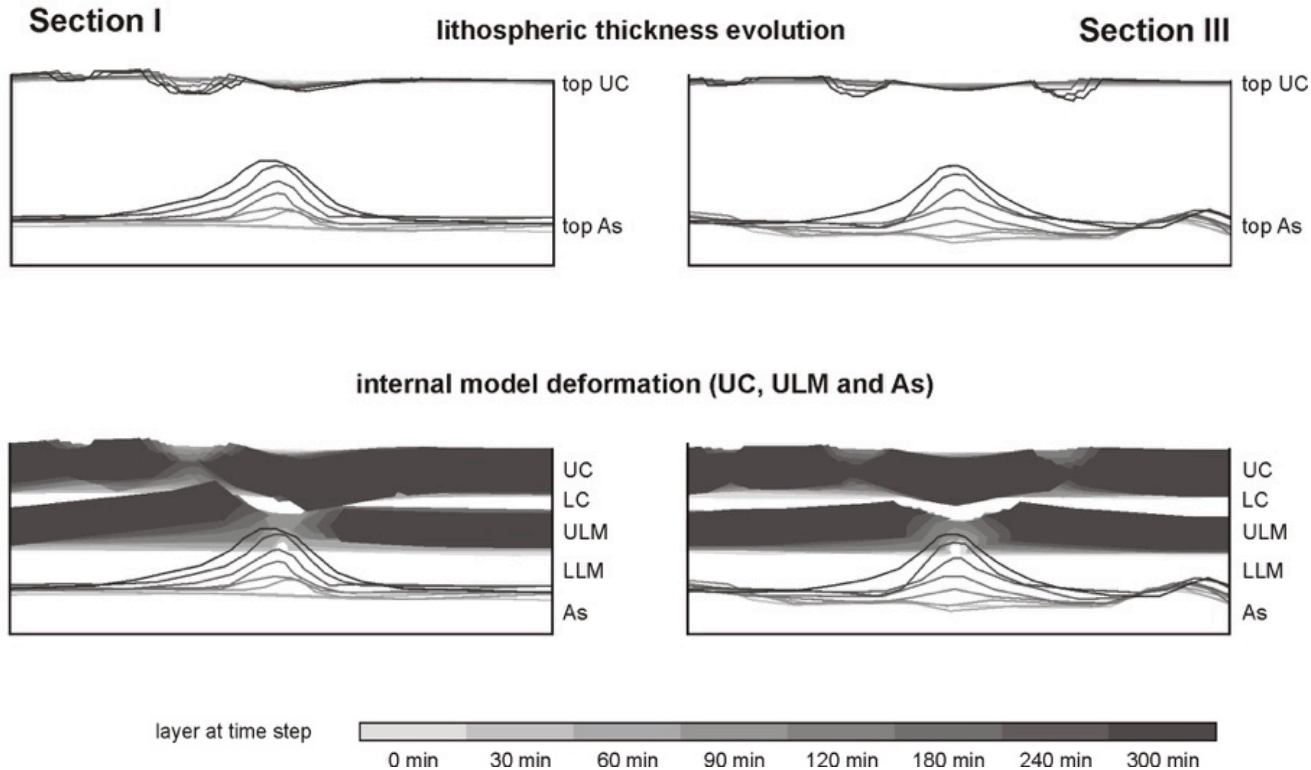 Section I
lithospheric thickness evolution
Section III
top UC
top As
top UC
top As
internal model deformation (UC, ULM and As)
UC
LC
ULM
LLM
As
UC
LC
ULM
LLM
As
layer at time step
0 min 30 min 60 min 90 min 120 min 180 min 240 min 300 min